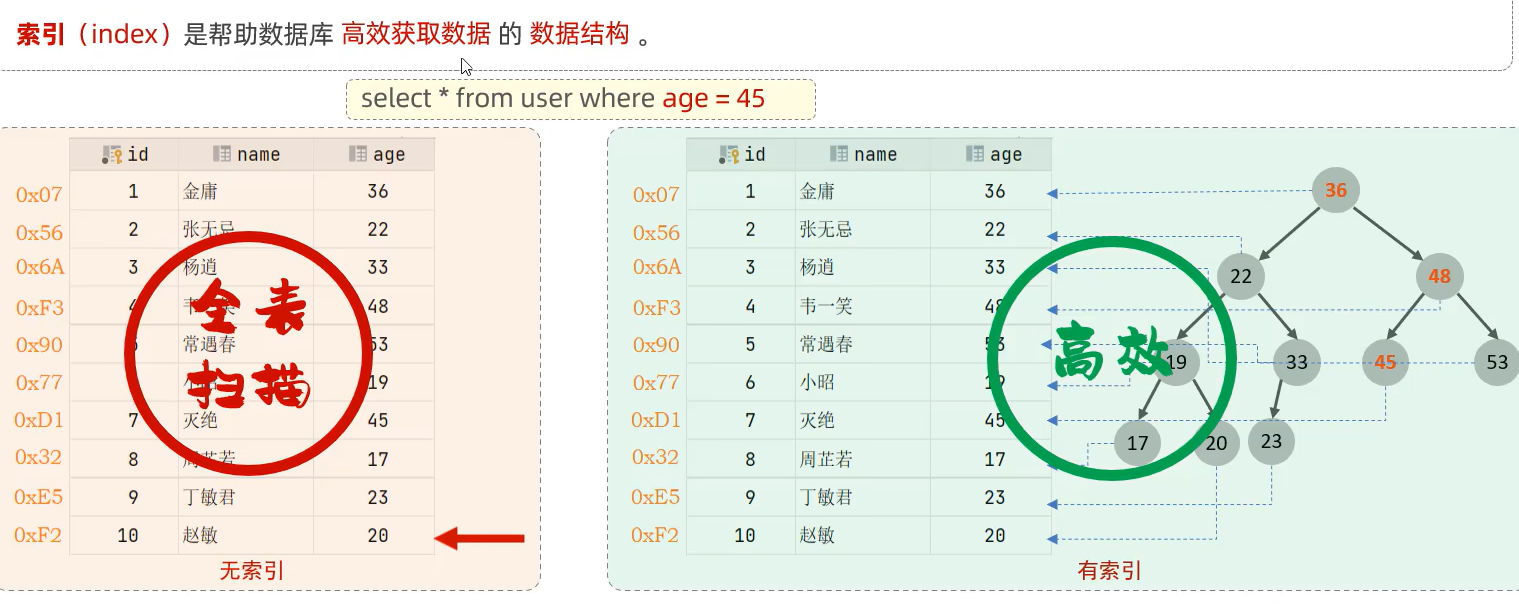 索引（index）是帮助数据库 高效获取数据 的 数据结构 。
select * from user where age = 45
id name age
0x07 1 金庸 36
0x56 2 张无忌 22
0x6A 3 杨逍 33
0xF3 4 韦一笑 48
0x90 5 常遇春 53
0x77 6 小昭 19
0xD1 7 灭绝 45
0x32 8 周芷若 17
0xE5 9 丁敏君 23
0xF2 10 赵敏 20
全表
扫描
无索引
id name age
0x07 1 金庸 36
0x56 2 张无忌 22
0x6A 3 杨逍 33
0xF3 4 韦一笑 48
0x90 5 常遇春 53
0x77 6 小昭 19
0xD1 7 灭绝 45
0x32 8 周芷若 17
0xE5 9 丁敏君 23
0xF2 10 赵敏 20
高效
36
22 48
19 33 45 53
17 20 23
有索引